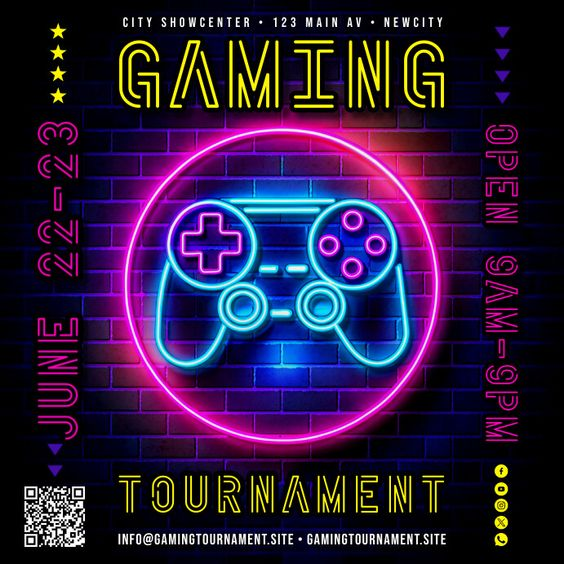 CITY SHOWCENTER • 123 MAIN AV • NEWCITY
GAMING
JUNE 22-23
OPEN 9AM-9PM
TOURNAMENT
INFO@GAMINGTOURNAMENT.SITE • GAMINGTOURNAMENT.SITE